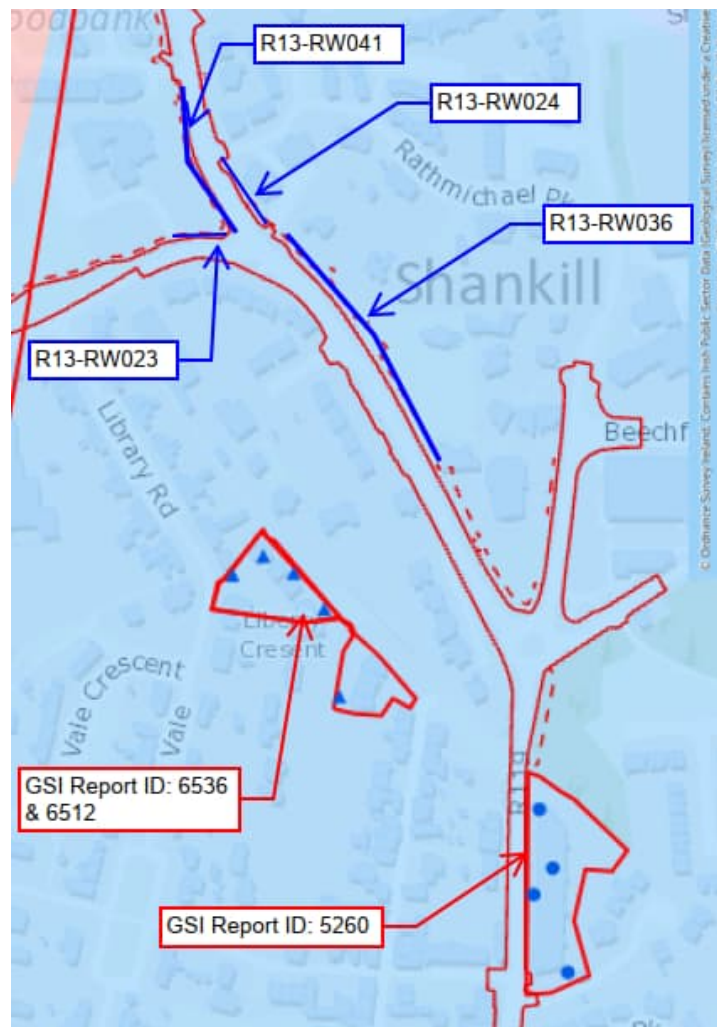 oodbank
R13-RW041
R13-RW024
Rathmichael Pk
R13-RW036
Shankill
R13-RW023
Library Rd
Beechf
Cresent
Vale Crescent
Vale
GSI Report ID: 6536
& 6512
R119
GSI Report ID: 5260
© Ordnance Survey Ireland. Contains Irish Public Sector Data (Geological Survey) licensed under a Creative